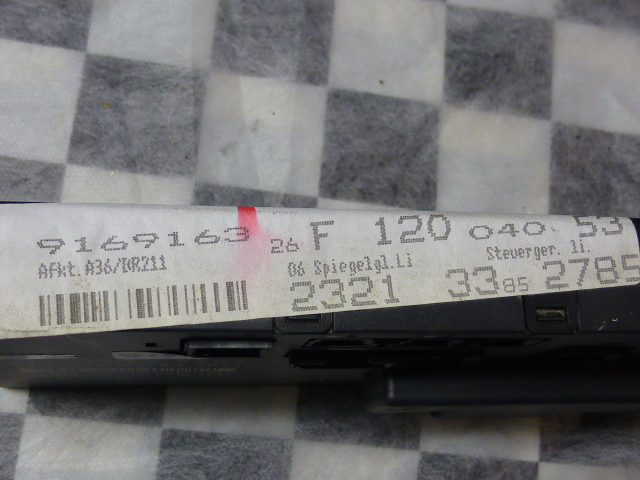 9169163 26 F 120 040. 53
Afkt.A36/DR211 06 Spiegelgl.Li Steuerger. li.
2321 33 85 2785